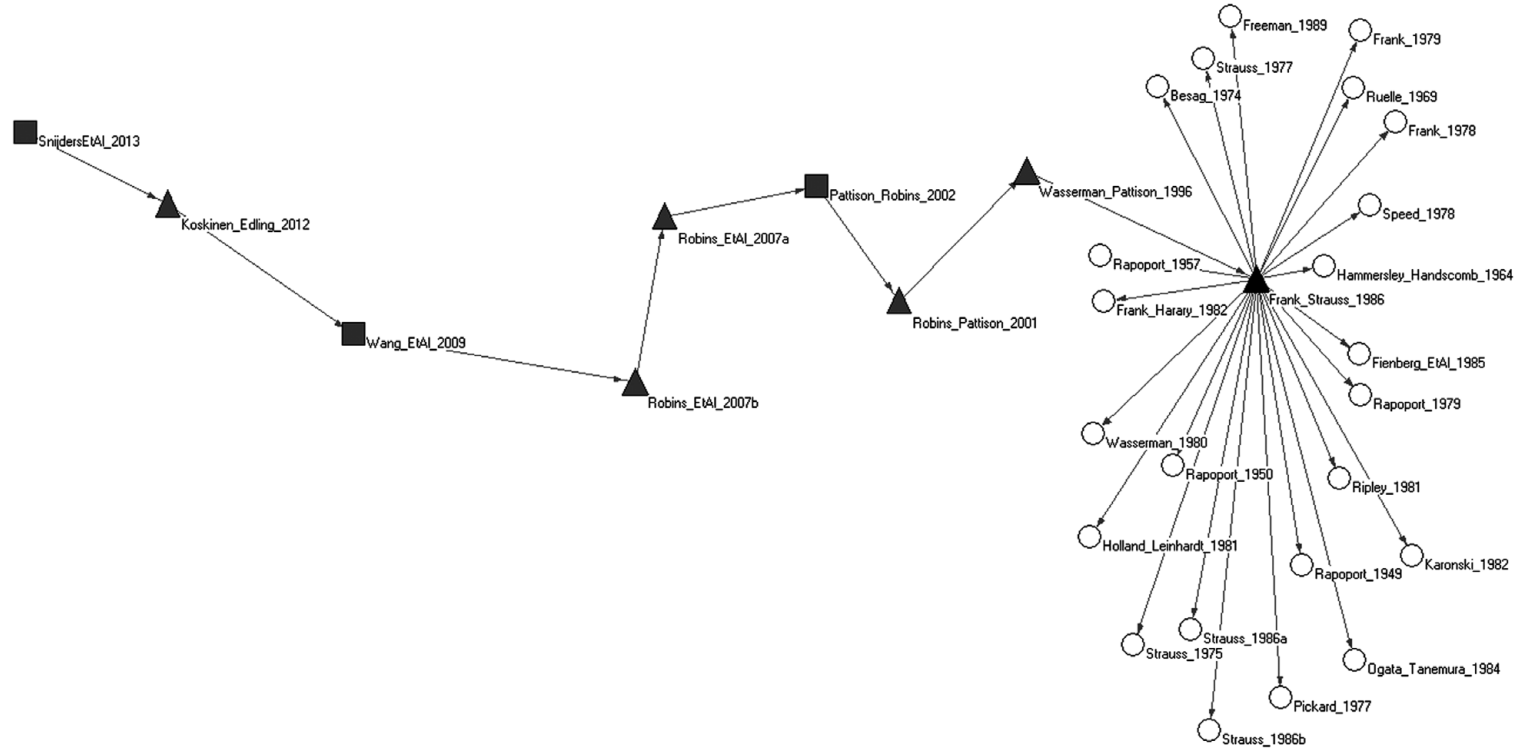 Freeman_1989
Frank_1979
Strauss_1977
Besag_1974
Ruelle_1969
Frank_1978
SnijdersEtAl_2013
Wasserman_Pattison_1996
Pattison_Robins_2002
Speed_1978
Koskinen_Edling_2012
Robins_EtAl_2007a
Rapoport_1957
Hammersley_Handscomb_1964
Frank_Strauss_1986
Frank_Harary_1982
Robins_Pattison_2001
Wang_EtAl_2009
Fienberg_EtAl_1985
Robins_EtAl_2007b
Rapoport_1979
Wasserman_1980
Rapoport_1950
Ripley_1981
Holland_Leinhardt_1981
Karonski_1982
Rapoport_1949
Strauss_1986a
Strauss_1975
Ogata_Tanemura_1984
Pickard_1977
Strauss_1986b